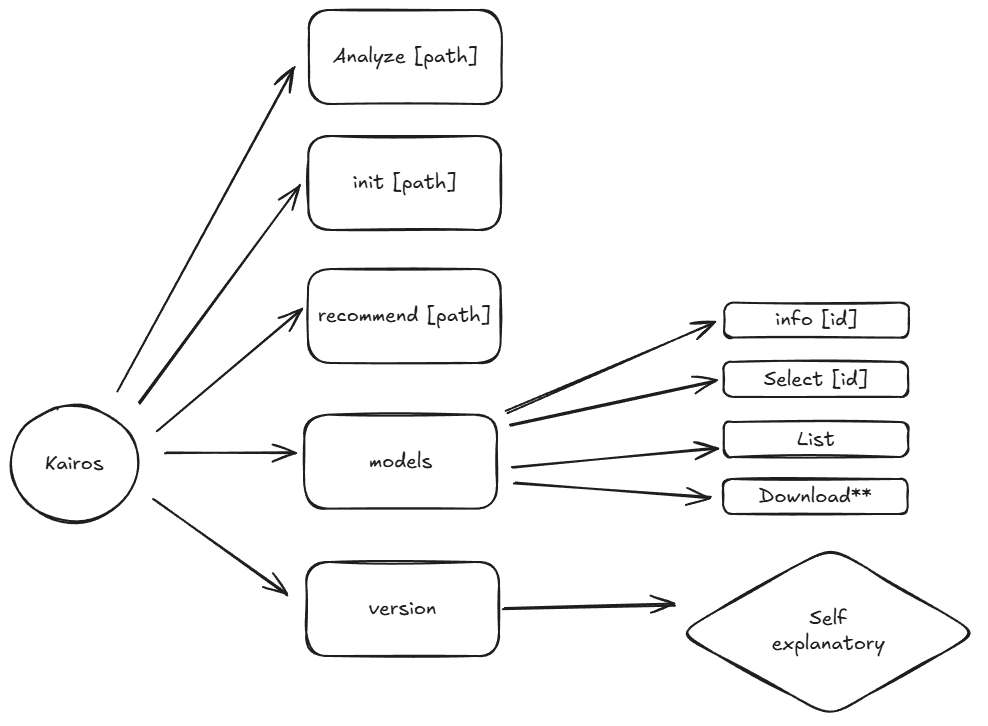 Analyze [path]
init [path]
recommend [path]
info [id]
Select [id]
List
Kairos
models
Download**
version
Self
explanatory